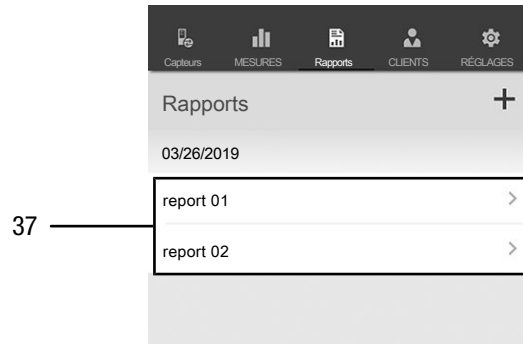 Capteurs MESURES Rapports CLIENTS RÉGLAGES
Rapports +
03/26/2019
report 01 >
37
report 02 >